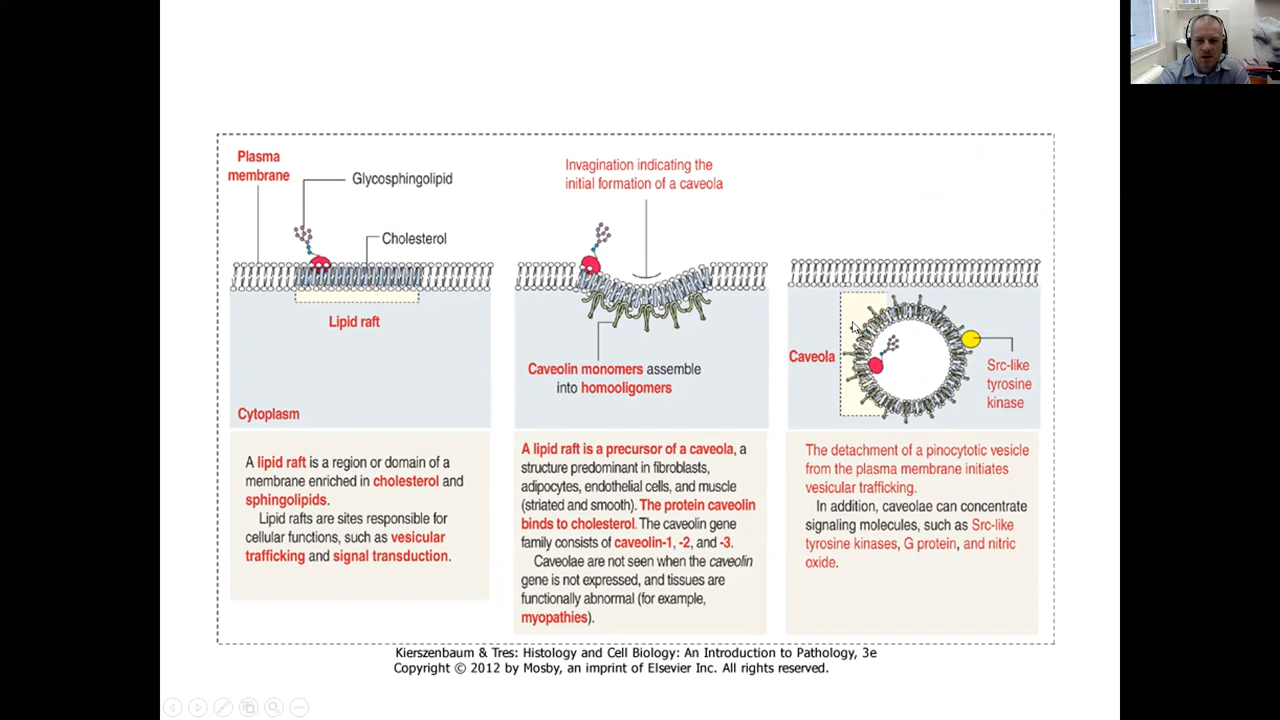 Plasma
membrane
Glycosphingolipid
Cholesterol
Lipid raft
Cytoplasm
A lipid raft is a region or domain of a
membrane enriched in cholesterol and
sphingolipids.
Lipid rafts are sites responsible for
cellular functions, such as vesicular
trafficking and signal transduction.
Invagination indicating the
initial formation of a caveola
Caveolin monomers assemble
into homooligomers
A lipid raft is a precursor of a caveola, a
structure predominant in fibroblasts,
adipocytes, endothelial cells, and muscle
(striated and smooth). The protein caveolin
binds to cholesterol. The caveolin gene
family consists of caveolin-1, -2, and -3.
Caveolae are not seen when the caveolin
gene is not expressed, and tissues are
functionally abnormal (for example,
myopathies).
Caveola
Src-like
tyrosine
kinase
The detachment of a pinocytotic vesicle
from the plasma membrane initiates
vesicular trafficking.
In addition, caveolae can concentrate
signaling molecules, such as Src-like
tyrosine kinases, G protein, and nitric
oxide.
Kierszenbaum & Tres: Histology and Cell Biology: An Introduction to Pathology, 3e
Copyright © 2012 by Mosby, an imprint of Elsevier Inc. All rights reserved.